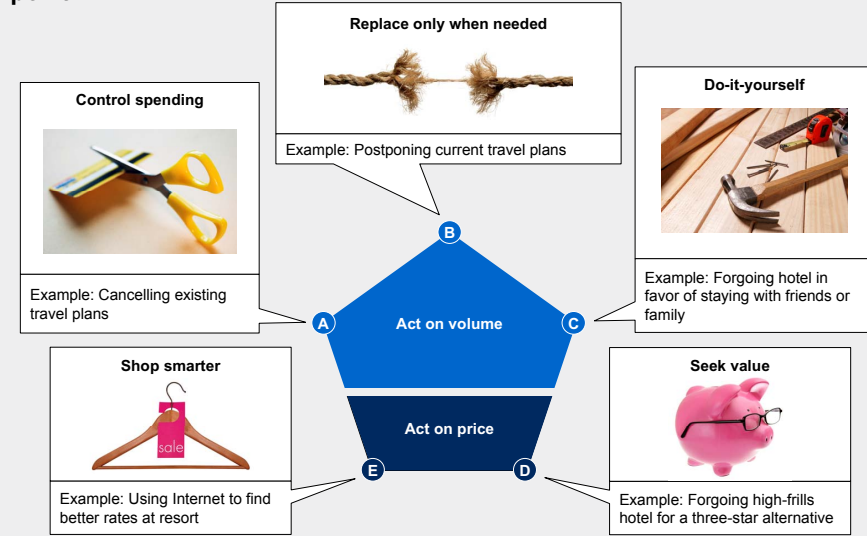 Replace only when needed
Example: Postponing current travel plans
Control spending
Example: Cancelling existing
travel plans
Do-it-yourself
Example: Forgoing hotel in
favor of staying with friends or
family
B
A
Act on volume
C
Shop smarter
sale
Example: Using Internet to find
better rates at resort
Act on price
E
D
Seek value
Example: Forgoing high-frills
hotel for a three-star alternative